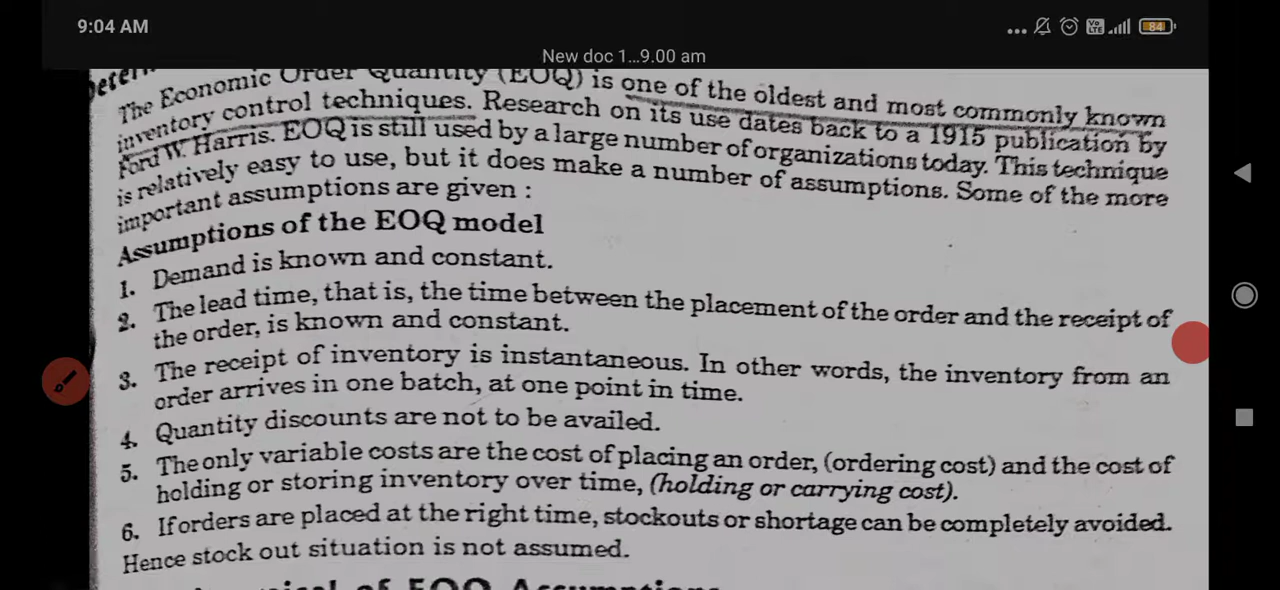 9:04 AM
84
New doc 1...9.00 am
The Economic Order Quantity (EOQ) is one of the oldest and most commonly known
inventory control techniques. Research on its use dates back to a 1915 publication by
Ford W. Harris. EOQ is still used by a large number of organizations today. This technique
is relatively easy to use, but it does make a number of assumptions. Some of the more
important assumptions are given :
Assumptions of the EOQ model
1. Demand is known and constant.
2. The lead time, that is, the time between the placement of the order and the receipt of
the order, is known and constant.
3. The receipt of inventory is instantaneous. In other words, the inventory from an
order arrives in one batch, at one point in time.
4. Quantity discounts are not to be availed.
5. The only variable costs are the cost of placing an order, (ordering cost) and the cost of
holding or storing inventory over time, (holding or carrying cost).
6. If orders are placed at the right time, stockouts or shortage can be completely avoided.
Hence stock out situation is not assumed.
of EOQ Assumptions